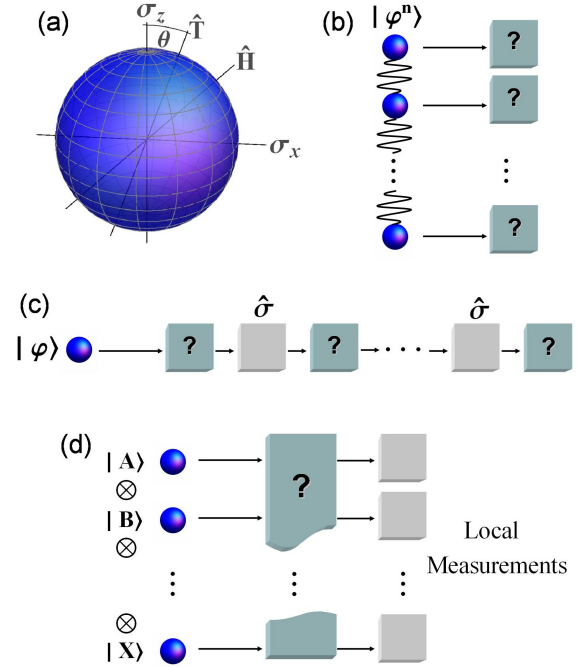 (a)
σz
θ
T̂
Ĥ
σx
(b)
| φⁿ⟩
?
?
?
(c)
| φ⟩
?
σ̂
?
σ̂
?
(d)
| A⟩
⊗
| B⟩
⊗
⊗
| X⟩
?
Local
Measurements